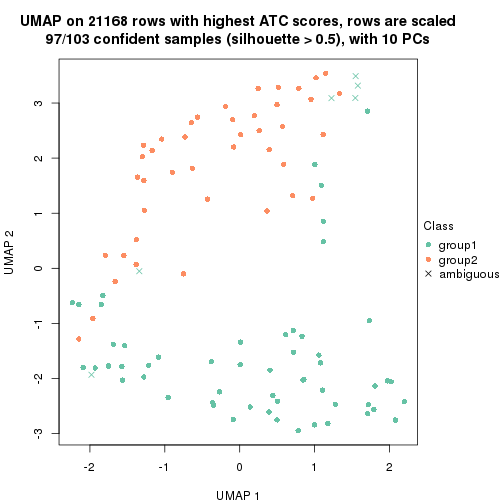 UMAP on 21168 rows with highest ATC scores, rows are scaled
97/103 confident samples (silhouette > 0.5), with 10 PCs
3
2
1
0
-1
-2
-3
UMAP 2
-2
-1
0
1
2
UMAP 1
Class
group1
group2
ambiguous